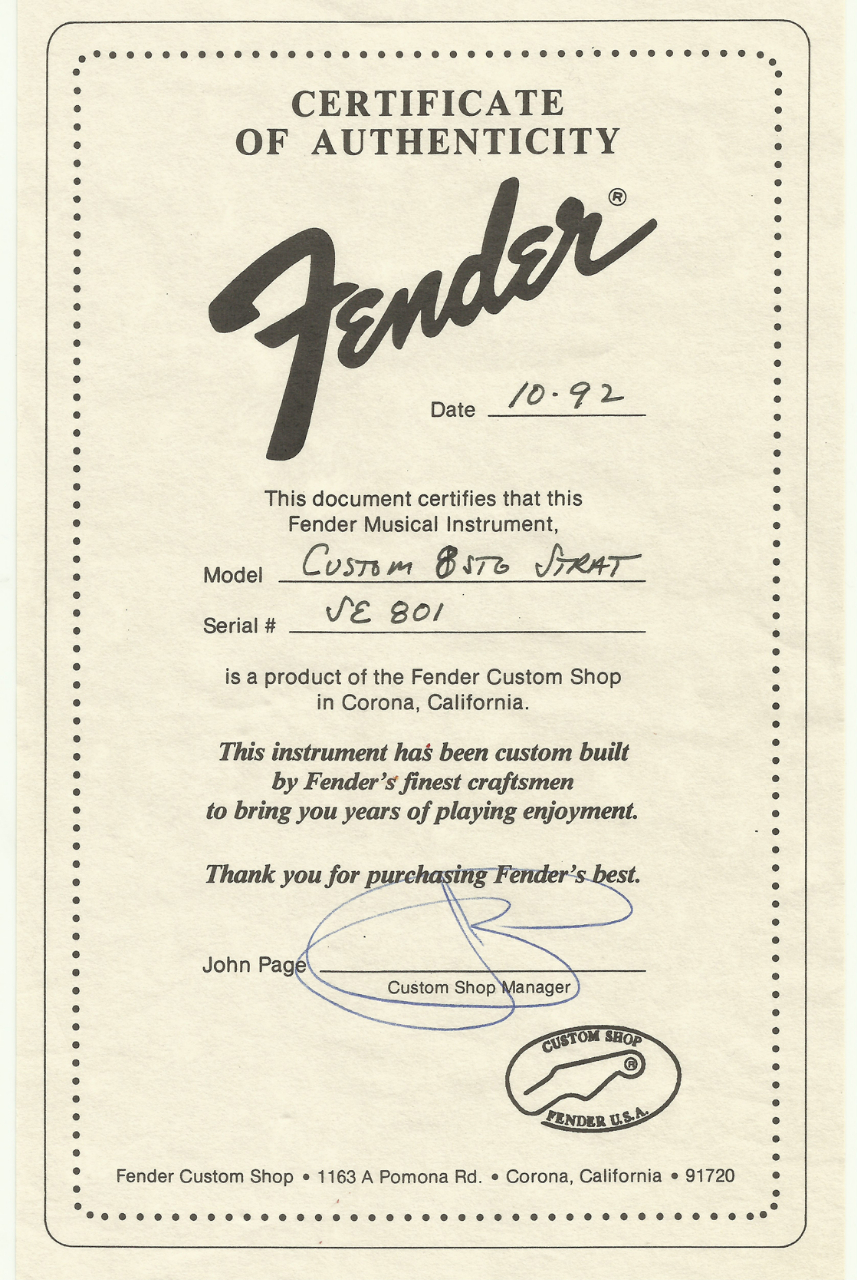 CERTIFICATE
OF AUTHENTICITY
Fender®
Date 10·92
This document certifies that this
Fender Musical Instrument,
Model CUSTOM 8 STG STRAT
Serial # SE 801
is a product of the Fender Custom Shop
in Corona, California.
This instrument has been custom built
by Fender's finest craftsmen
to bring you years of playing enjoyment.
Thank you for purchasing Fender's best.
John Page
Custom Shop Manager
CUSTOM SHOP
®
FENDER U.S.A.
Fender Custom Shop • 1163 A Pomona Rd. • Corona, California • 91720